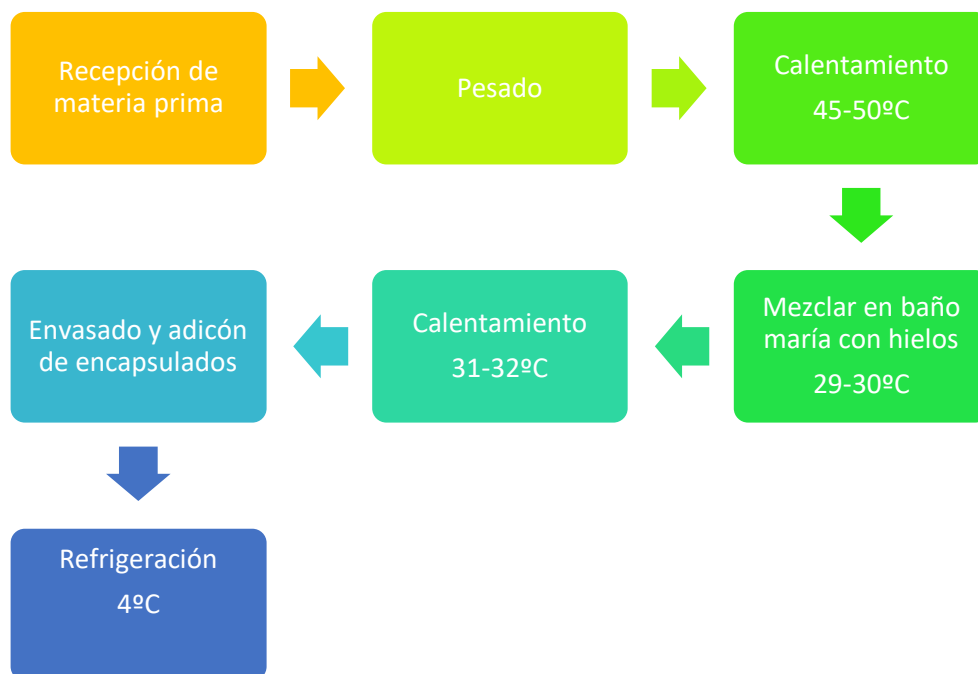 Recepción de
materia prima
Pesado
Calentamiento
45-50ºC
Mezclar en baño
maría con hielos
29-30ºC
Calentamiento
31-32ºC
Envasado y adicón
de encapsulados
Refrigeración
4ºC